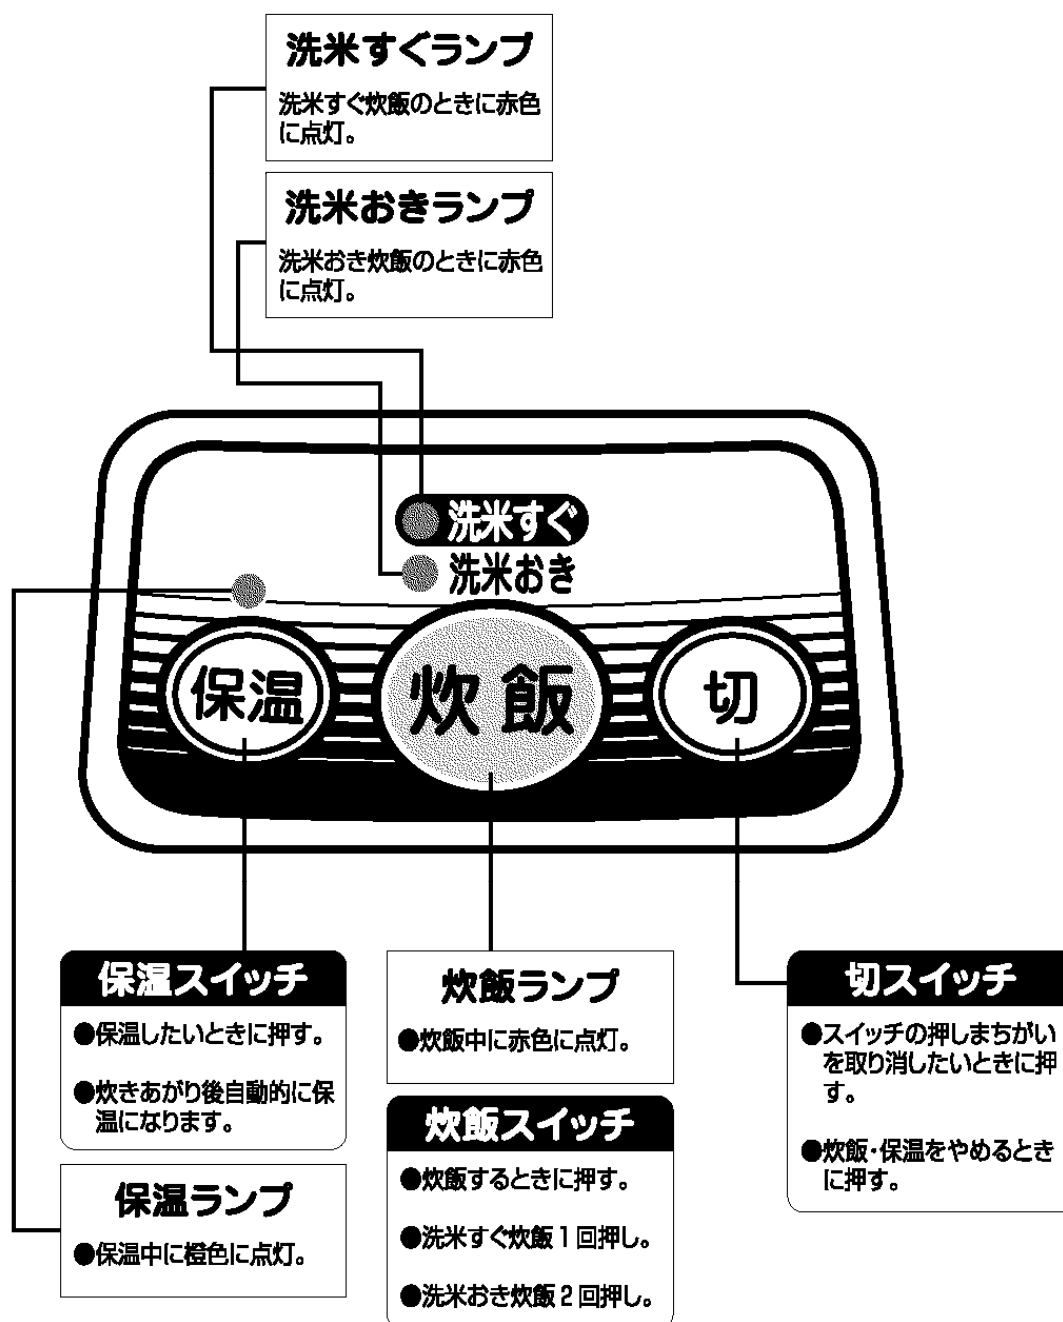 洗米すぐランプ
洗米すぐ炊飯のときに赤色
に点灯。
洗米おきランプ
洗米おき炊飯のときに赤色
に点灯。
洗米すぐ
洗米おき
保温
炊飯
切
保温スイッチ
●保温したいときに押す。
●炊きあがり後自動的に保
温になります。
保温ランプ
●保温中に橙色に点灯。
炊飯ランプ
●炊飯中に赤色に点灯。
炊飯スイッチ
●炊飯するときに押す。
●洗米すぐ炊飯1回押し。
●洗米おき炊飯2回押し。
切スイッチ
●スイッチの押しまちがい
を取り消したいときに押
す。
●炊飯・保温をやめるとき
に押す。